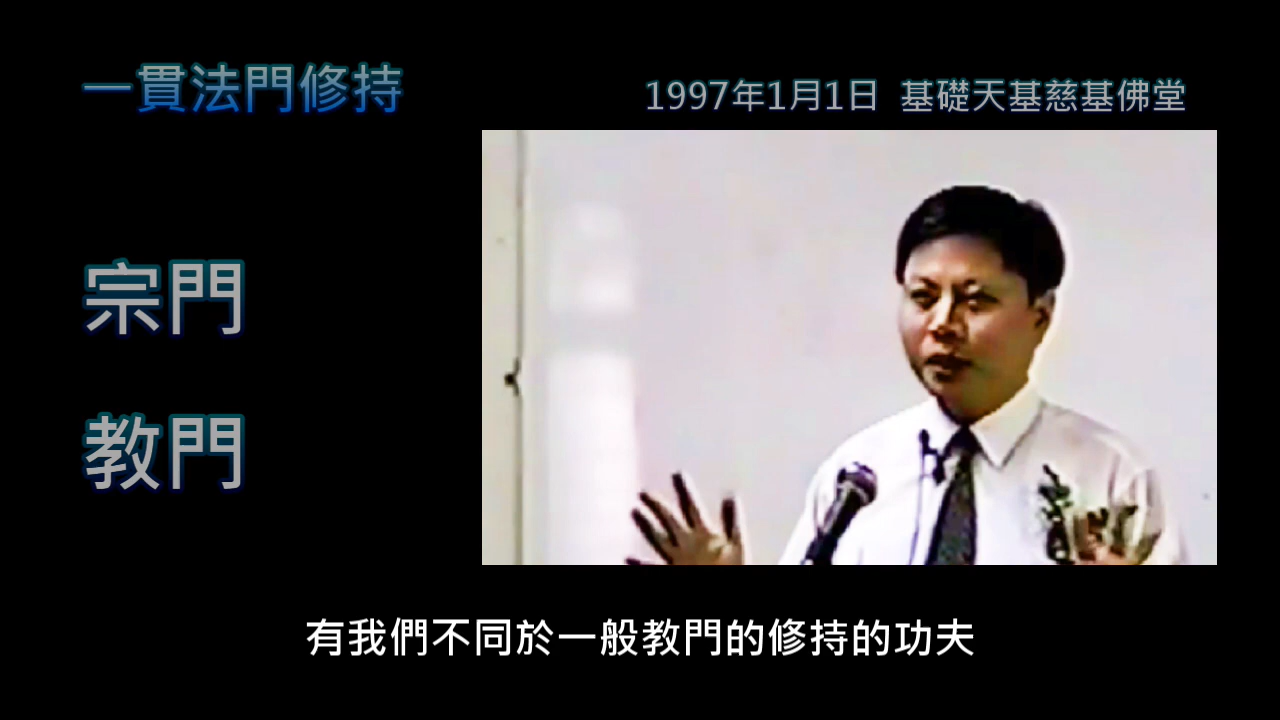 一貫法門修持
1997年1月1日 基礎天基慈基佛堂
宗門
教門
有我們不同於一般教門的修持的功夫